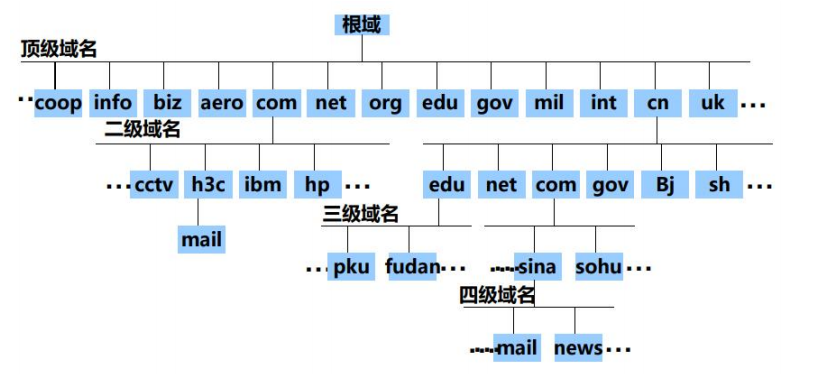 根域
顶级域名
··coop info biz aero com net org edu gov mil int cn uk ···
二级域名
···cctv h3c ibm hp ··· edu net com gov Bj sh ···
三级域名
mail
···pku fudan··· ······sina sohu ···
四级域名
······mail news ···